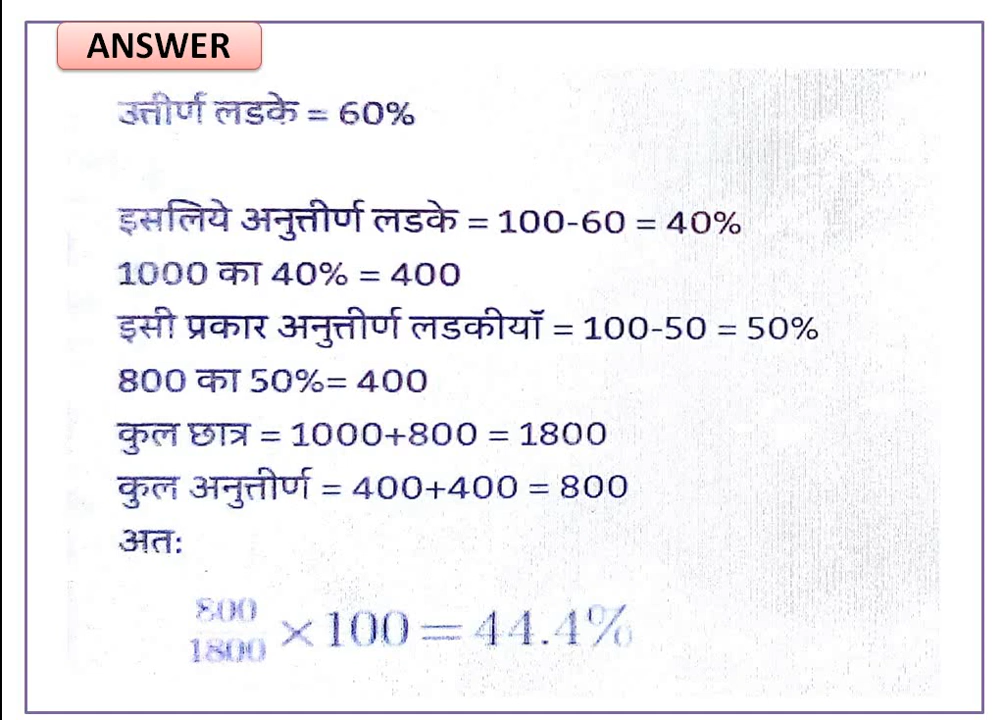 ANSWER
उत्तीर्ण लडके = 60%
इसलिये अनुत्तीर्ण लडके = 100-60 = 40%
1000 का 40% = 400
इसी प्रकार अनुत्तीर्ण लडकीयॉ = 100-50 = 50%
800 का 50%= 400
कुल छात्र = 1000+800 = 1800
कुल अनुत्तीर्ण = 400+400 = 800
अतः
800/1800 ×100=44.4%